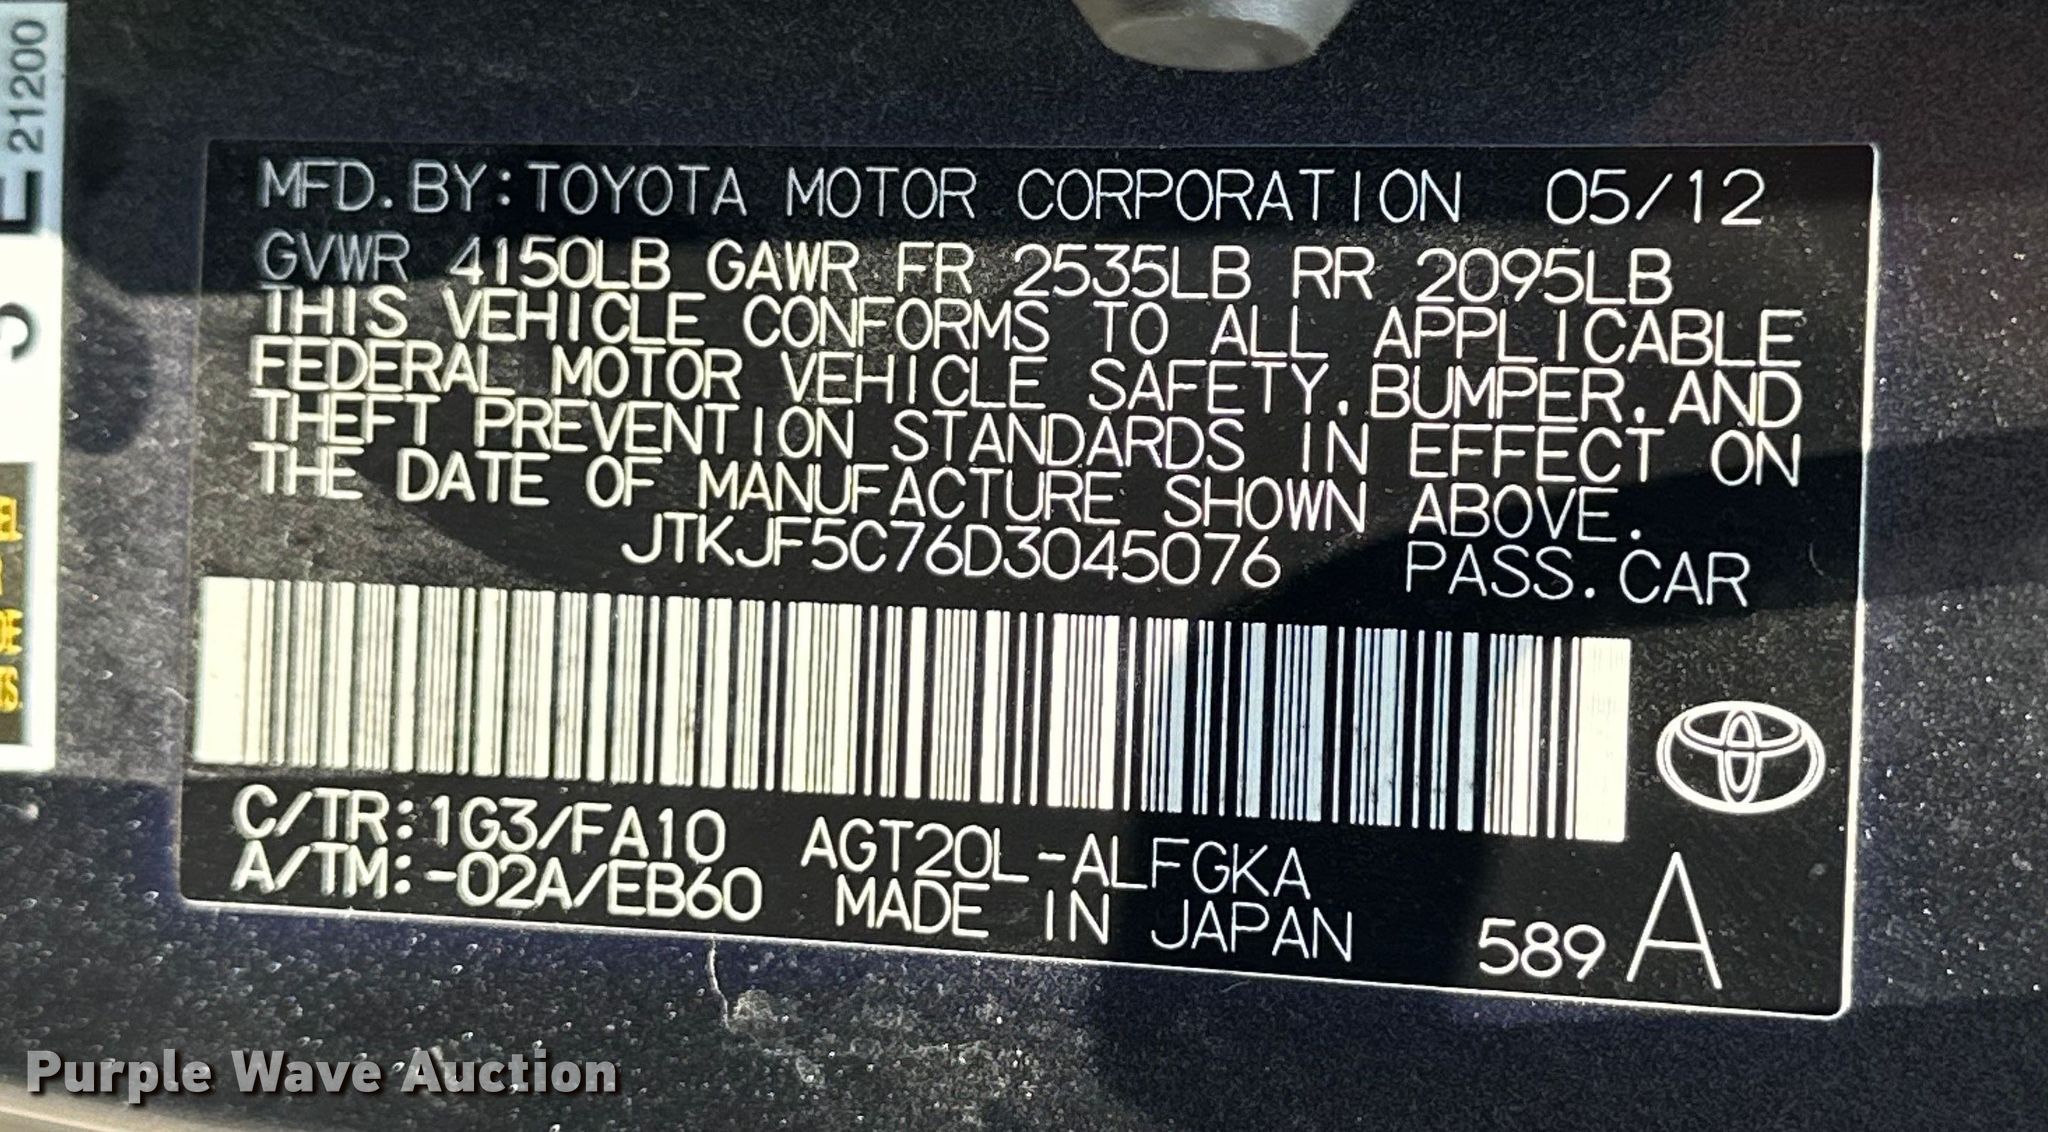 21200
MFD.BY:TOYOTA MOTOR CORPORATION 05/12
GVWR 4150LB GAWR FR 2535LB RR 2095LB
THIS VEHICLE CONFORMS TO ALL APPLICABLE
FEDERAL MOTOR VEHICLE SAFETY,BUMPER,AND
THEFT PREVENTION STANDARDS IN EFFECT ON
THE DATE OF MANUFACTURE SHOWN ABOVE.
JTKJF5C76D3045076 PASS.CAR
C/TR:1G3/FA10 AGT20L-ALFGKA
A/TM:-02A/EB60 MADE IN JAPAN 589 A
Purple Wave Auction